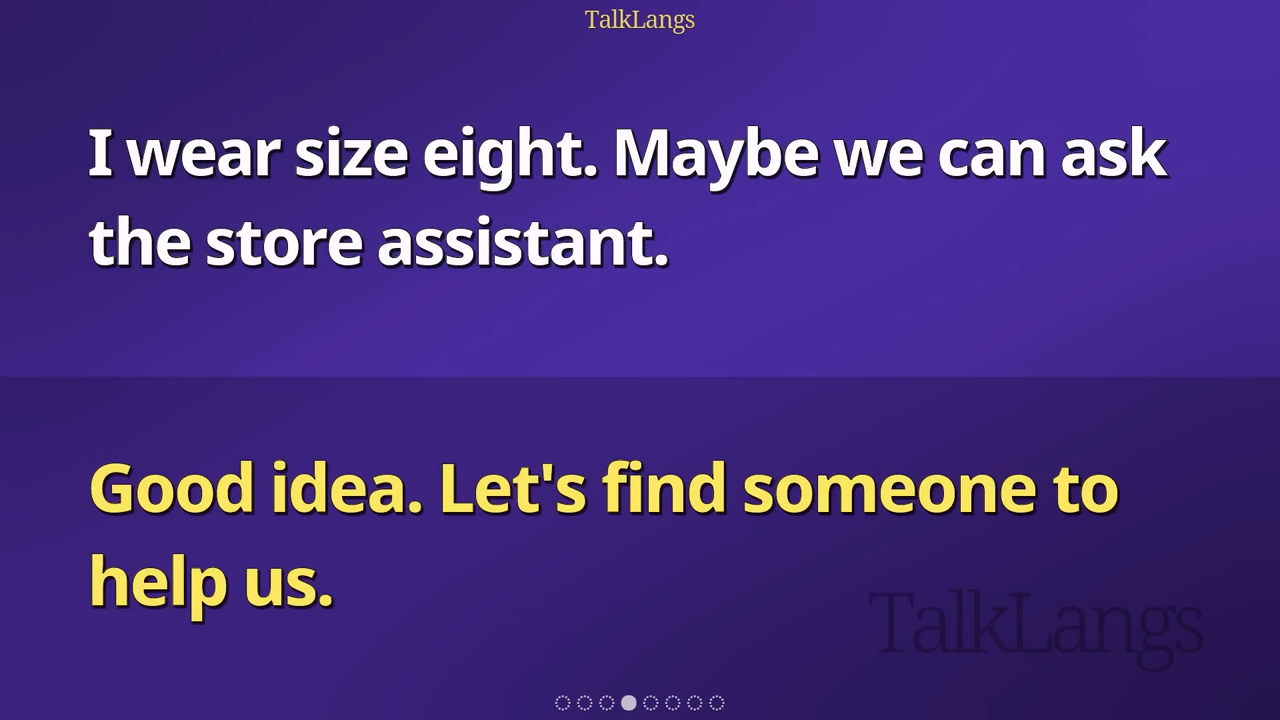 TalkLangs
I wear size eight. Maybe we can ask
the store assistant.
Good idea. Let's find someone to
help us.
TalkLangs